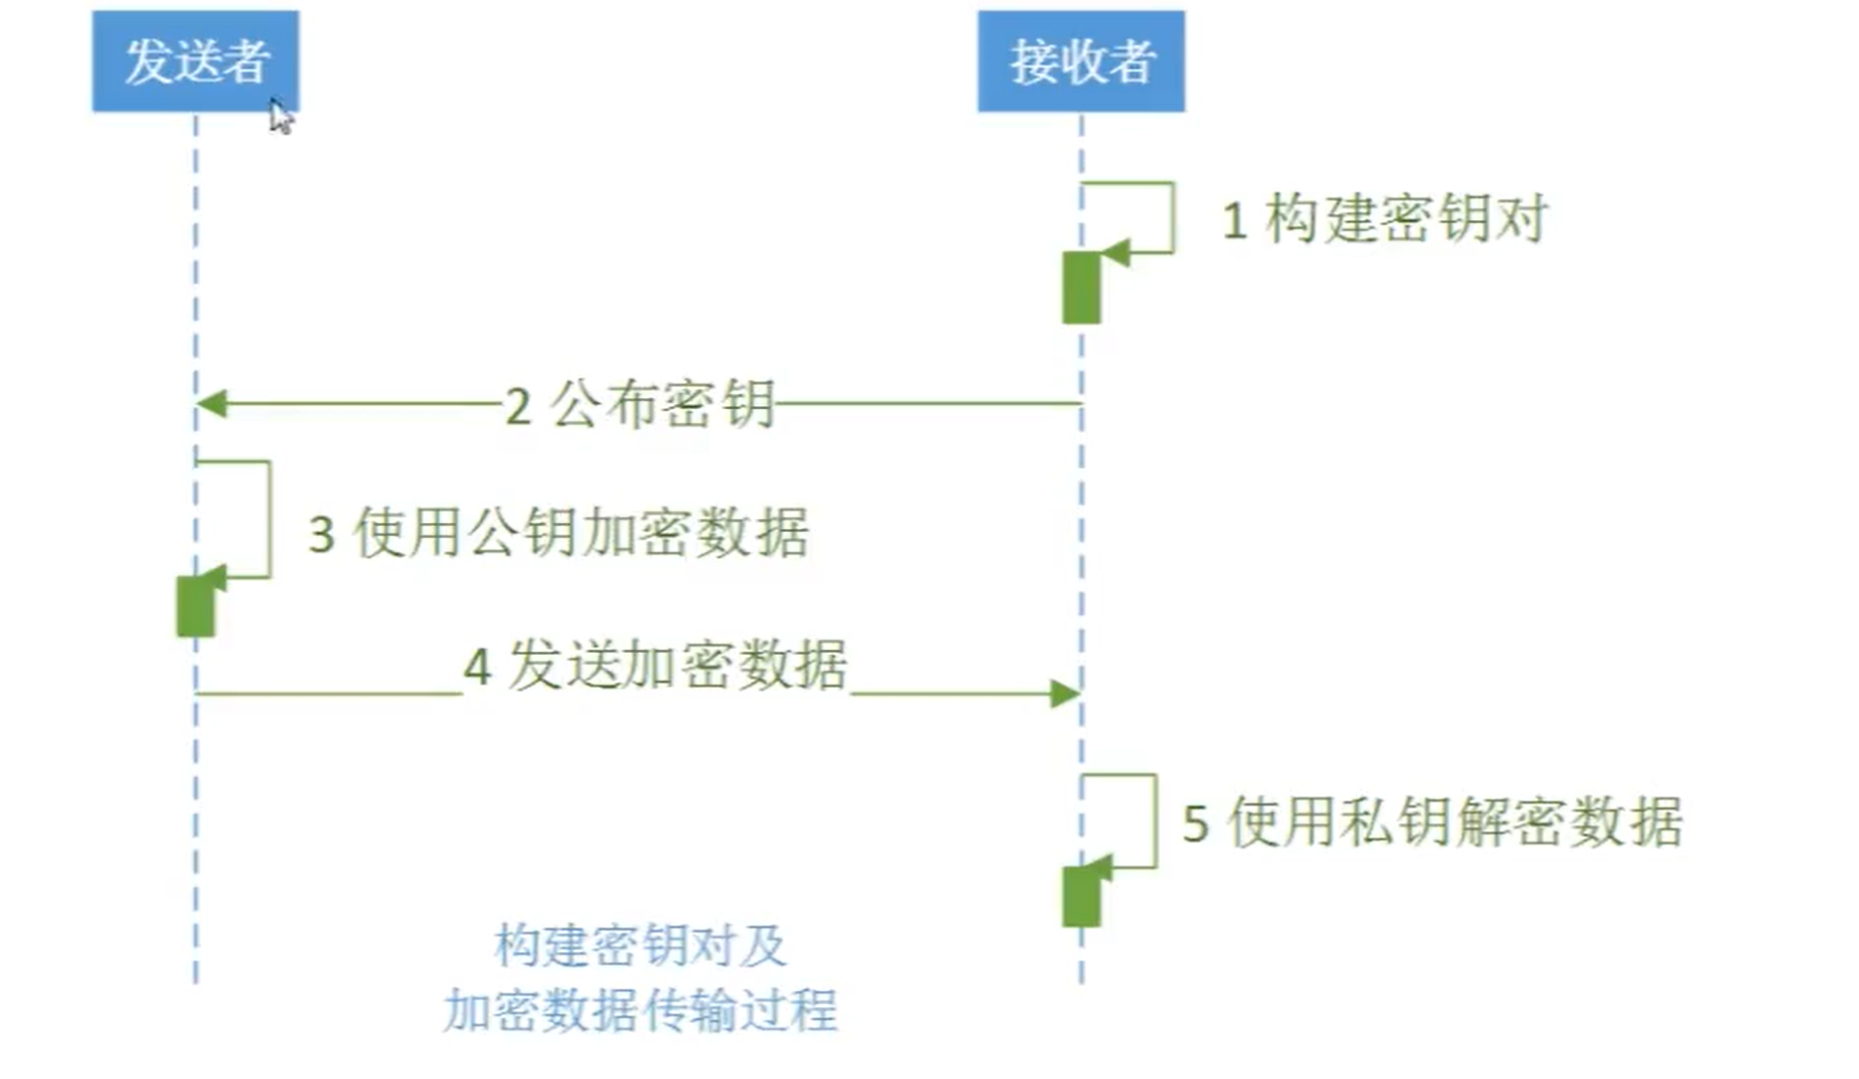 发送者
接收者
1 构建密钥对
2 公布密钥
3 使用公钥加密数据
4 发送加密数据
5 使用私钥解密数据
构建密钥对及
加密数据传输过程